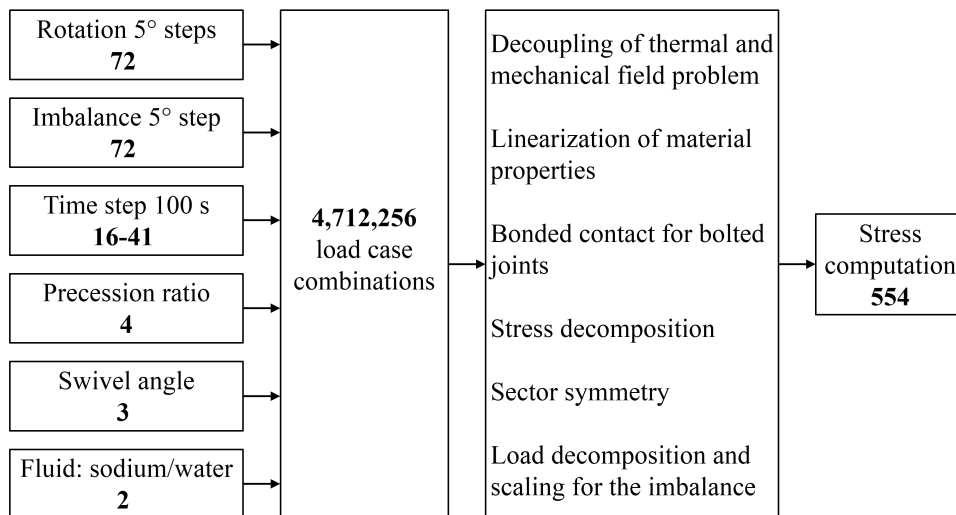 Rotation 5° steps
72
Imbalance 5° step
72
Time step 100 s
16-41
Precession ratio
4
Swivel angle
3
Fluid: sodium/water
2
4,712,256
load case
combinations
Decoupling of thermal and
mechanical field problem
Linearization of material
properties
Bonded contact for bolted
joints
Stress decomposition
Sector symmetry
Load decomposition and
scaling for the imbalance
Stress
computation
554